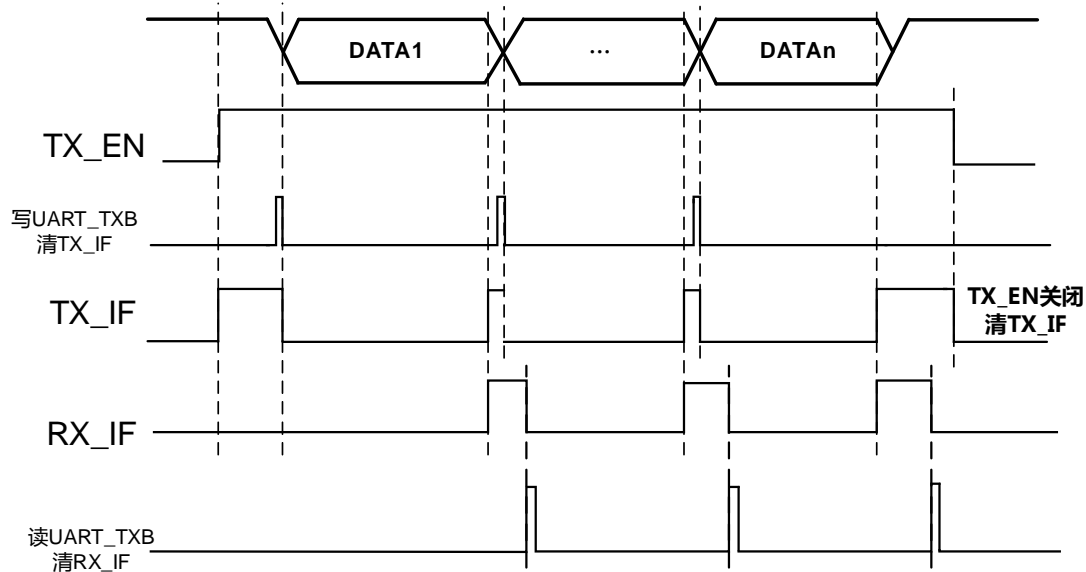 DATA1
...
DATAn
TX_EN
写UART_TXB
清TX_IF
TX_IF
TX_EN关闭
清TX_IF
RX_IF
读UART_TXB
清RX_IF